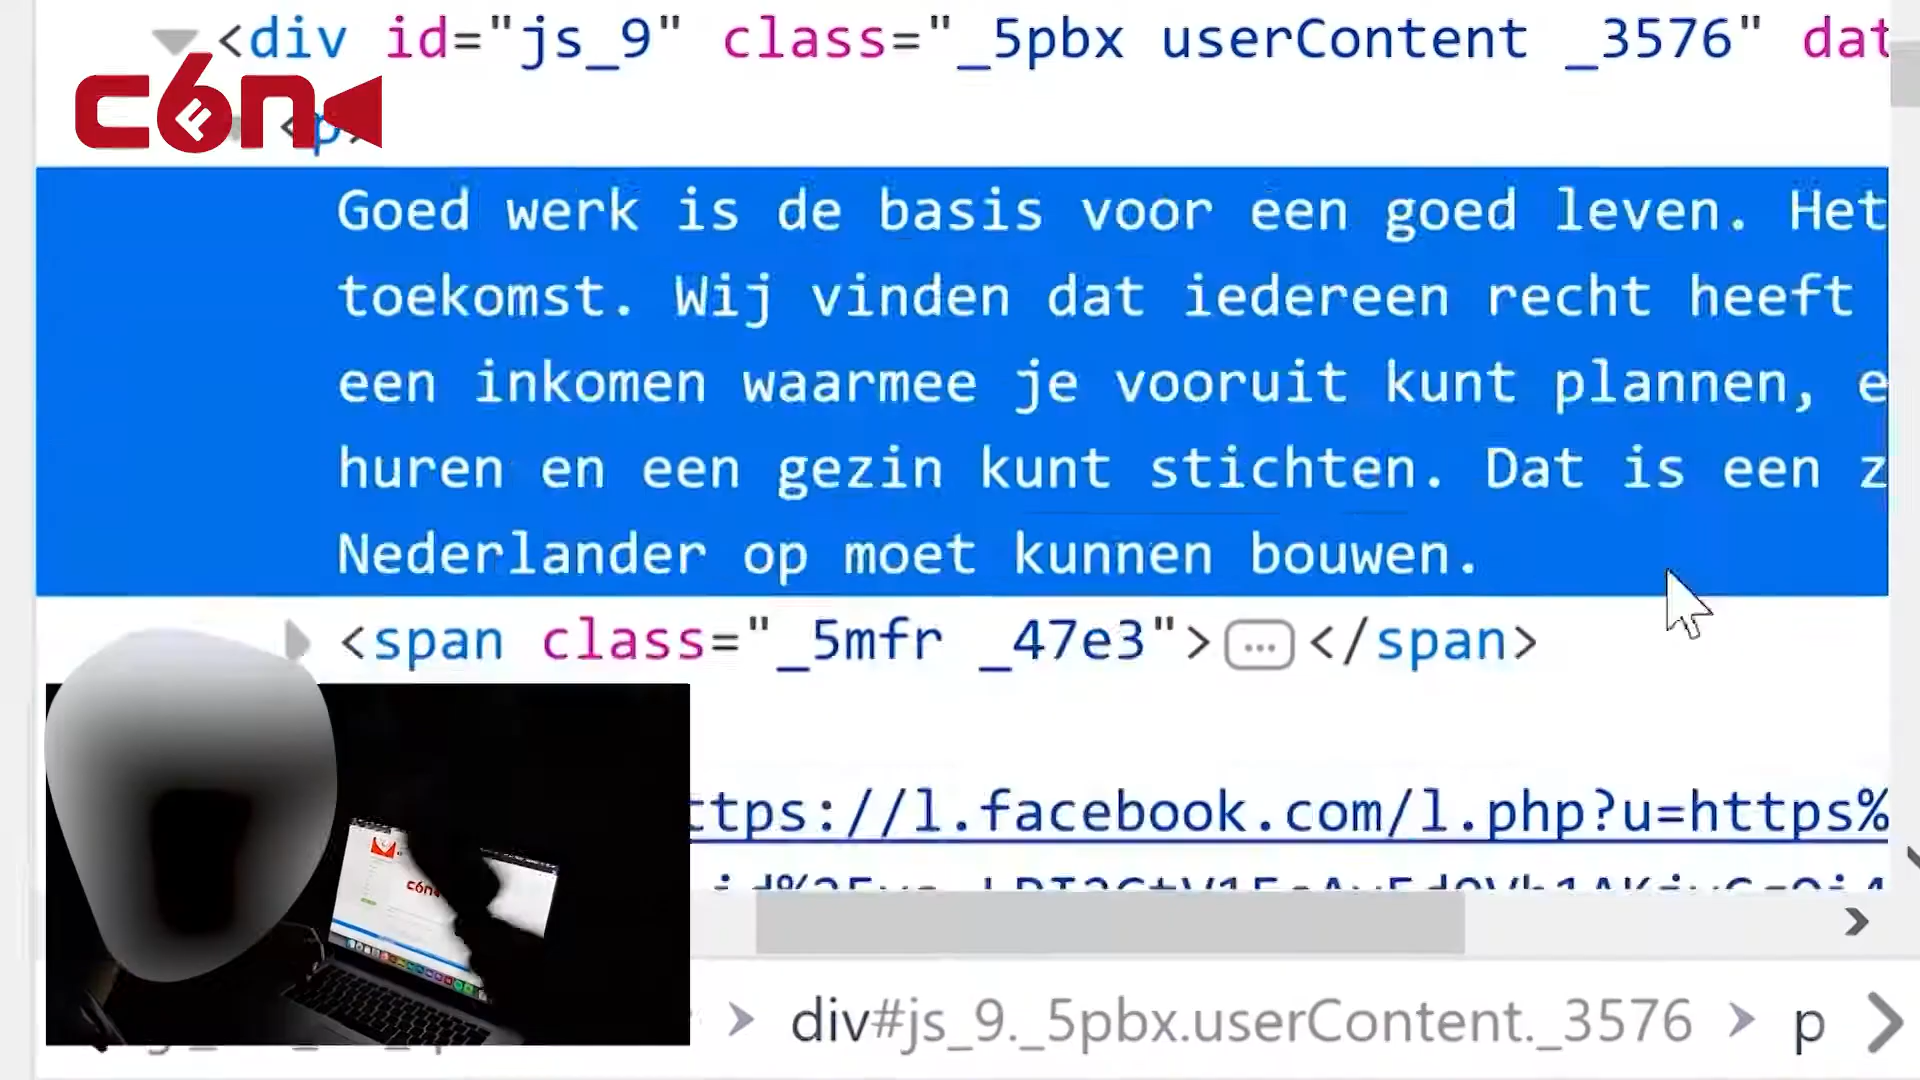 <div id="js_9" class="_5pbx userContent _3576" dat
c6n
<p>
Goed werk is de basis voor een goed leven. Het
toekomst. Wij vinden dat iedereen recht heeft
een inkomen waarmee je vooruit kunt plannen, e
huren en een gezin kunt stichten. Dat is een z
Nederlander op moet kunnen bouwen.
<span class="_5mfr _47e3">…</span>
ttps://l.facebook.com/l.php?u=https%
c6n
div#js_9._5pbx.userContent._3576 > p